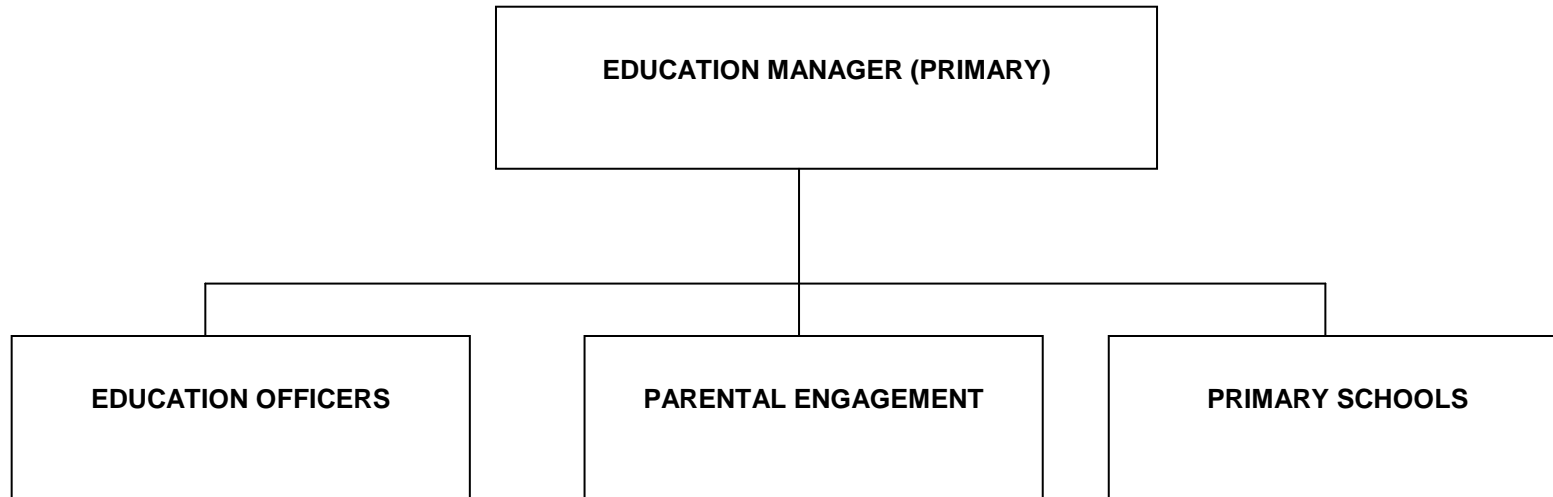 EDUCATION MANAGER (PRIMARY)
EDUCATION OFFICERS
PARENTAL ENGAGEMENT
PRIMARY SCHOOLS